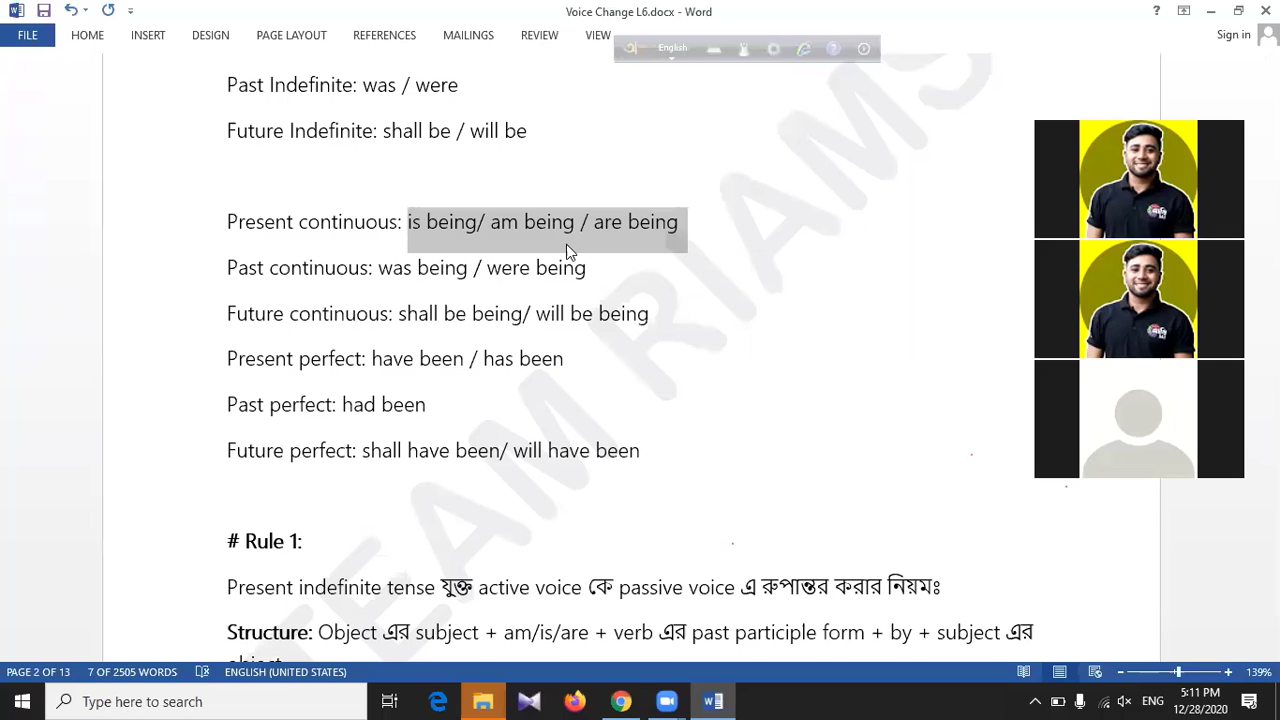 Voice Change L6.docx - Word
FILE HOME INSERT DESIGN PAGE LAYOUT REFERENCES MAILINGS REVIEW VIEW Sign in
English
Past Indefinite: was / were
Future Indefinite: shall be / will be
Present continuous: is being/ am being / are being
Past continuous: was being / were being
Future continuous: shall be being/ will be being
Present perfect: have been / has been
Past perfect: had been
Future perfect: shall have been/ will have been
# Rule 1:
Present indefinite tense যুক্ত active voice কে passive voice এ রুপান্তর করার নিয়মঃ
Structure: Object এর subject + am/is/are + verb এর past participle form + by + subject এর
object
TEAM RIAMS
PAGE 2 OF 13 7 OF 2505 WORDS ENGLISH (UNITED STATES) 139%
Type here to search
ENG
5:11 PM
12/28/2020